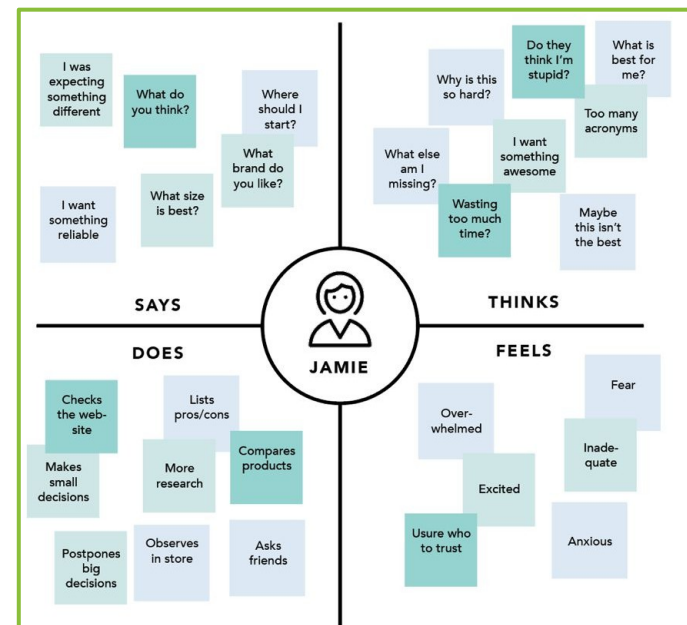 I was
expecting
something
different
What do
you think?
Where
should I
start?
What
brand do
you like?
I want
something
reliable
What size
is best?
SAYS
Why is this
so hard?
Do they
think I'm
stupid?
What is
best for
me?
Too many
acronyms
What else
am I
missing?
I want
something
awesome
Wasting
too much
time?
Maybe
this isn't
the best
THINKS
JAMIE
DOES
Checks
the web-
site
Lists
pros/cons
Makes
small
decisions
More
research
Compares
products
Postpones
big
decisions
Observes
in store
Asks
friends
FEELS
Over-
whelmed
Fear
Inade-
quate
Excited
Usure who
to trust
Anxious